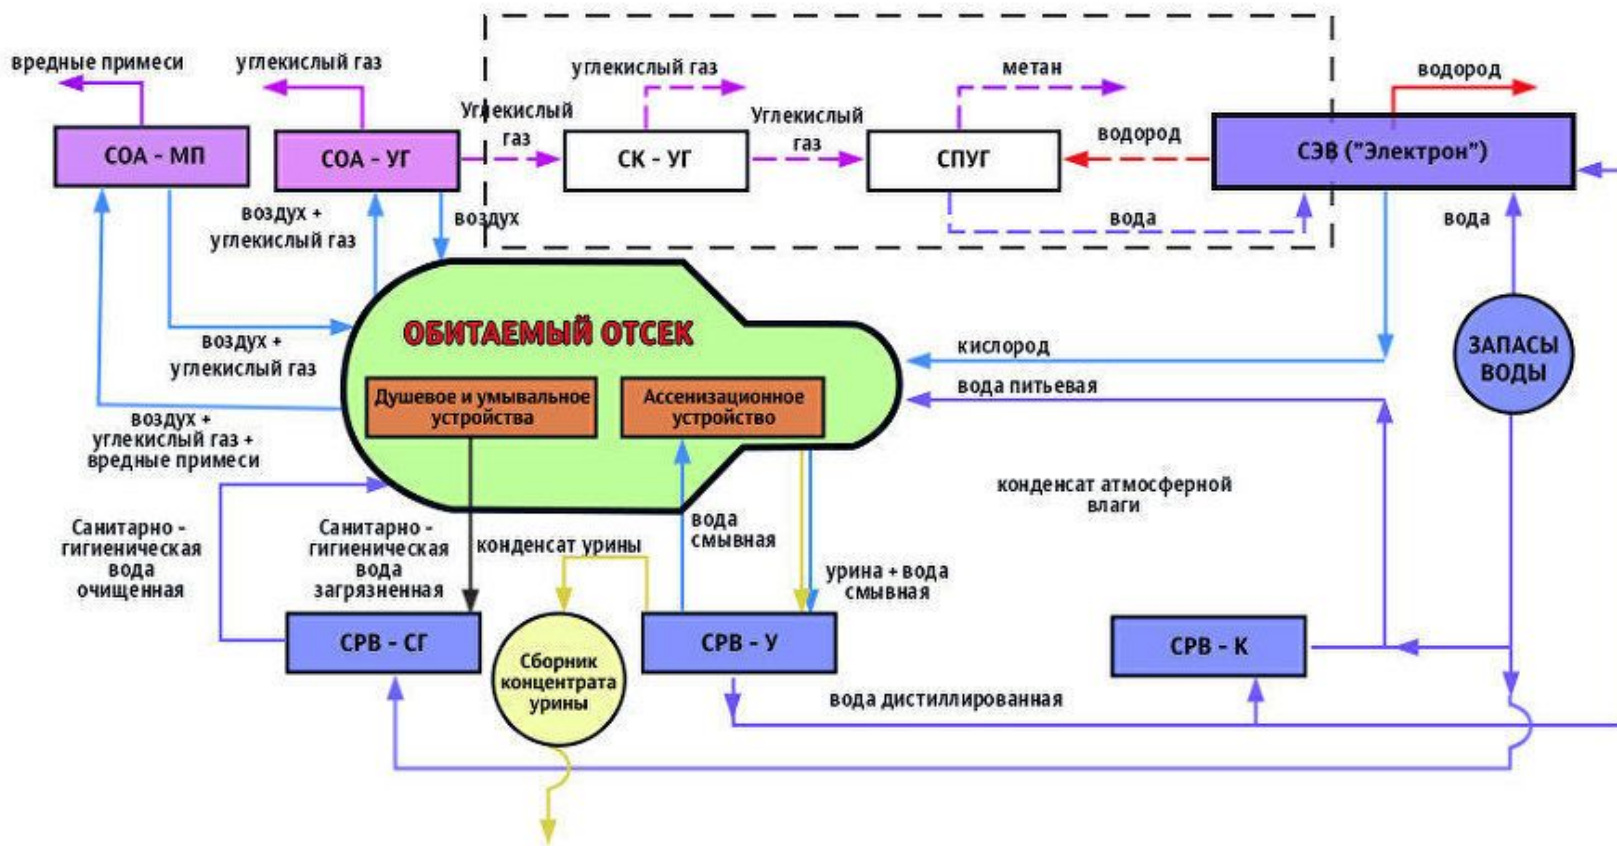 вредные примеси
углекислый газ
углекислый газ
метан
водород
СОА - МП
СОА - УГ
Углекислый
газ
СК - УГ
Углекислый
газ
СПУГ
водород
СЭВ ("Электрон")
воздух +
углекислый газ
воздух
вода
вода
воздух +
углекислый газ
ОБИТАЕМЫЙ ОТСЕК
кислород
ЗАПАСЫ
ВОДЫ
вода питьевая
Душевое и умывальное
устройства
Ассенизационное
устройство
воздух +
углекислый газ +
вредные примеси
конденсат атмосферной
влаги
Санитарно -
гигиеническая
вода
очищенная
Санитарно -
гигиеническая
вода
загрязненная
конденсат урины
вода
смывная
урина + вода
смывная
СРВ - СГ
Сборник
концентрата
урины
СРВ - У
СРВ - К
вода дистиллированная